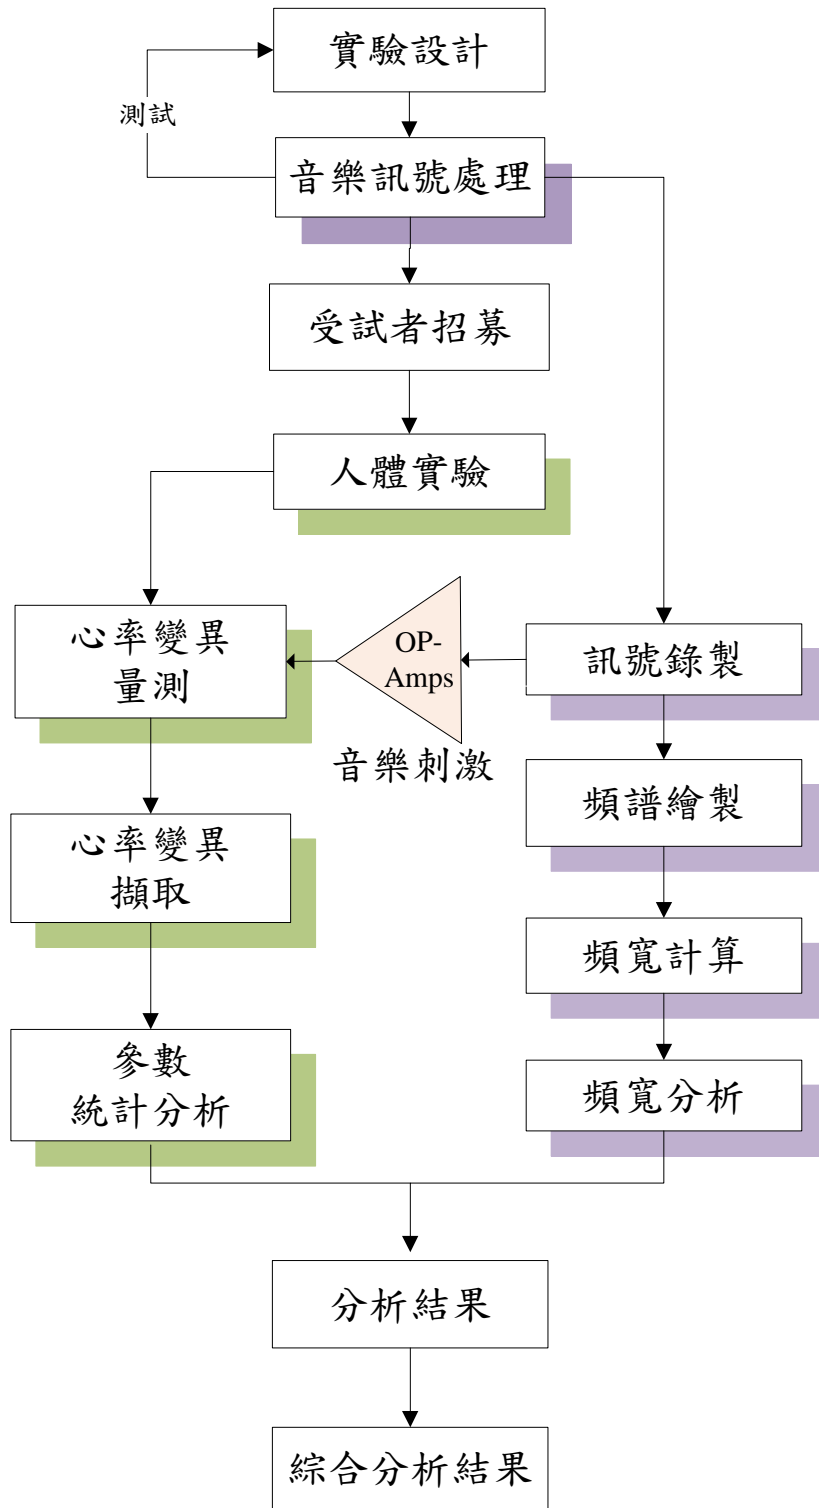 實驗設計
測試
音樂訊號處理
受試者招募
人體實驗
心率變異
量測
OP-
Amps
音樂刺激
訊號錄製
頻譜繪製
心率變異
擷取
頻寬計算
參數
統計分析
頻寬分析
分析結果
綜合分析結果